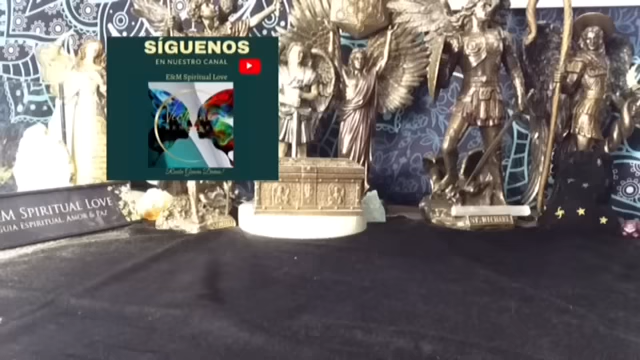 SÍGUENOS
EN NUESTRO CANAL
E&M Spiritual Love
&M SPIRITUAL LOVE
GUIA ESPIRITUAL, AMOR & PAZ
ST. MICHAEL